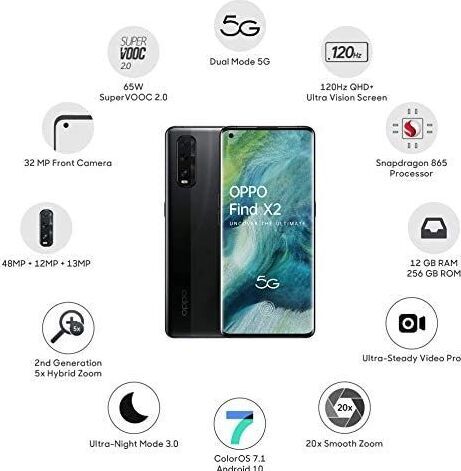 SUPER
VOOC
2.0
65W
SuperVOOC 2.0
5G
Dual Mode 5G
120Hz
120Hz QHD+
Ultra Vision Screen
32 MP Front Camera
Snapdragon 865
Processor
OPPO
Find X2
UNCOVER THE ULTIMATE
5G
oppo
48MP + 12MP + 13MP
12 GB RAM
256 GB ROM
5x
2nd Generation
5x Hybrid Zoom
Ultra-Steady Video Pro
Ultra-Night Mode 3.0
7
ColorOS 7.1
Android 10
20x
20x Smooth Zoom